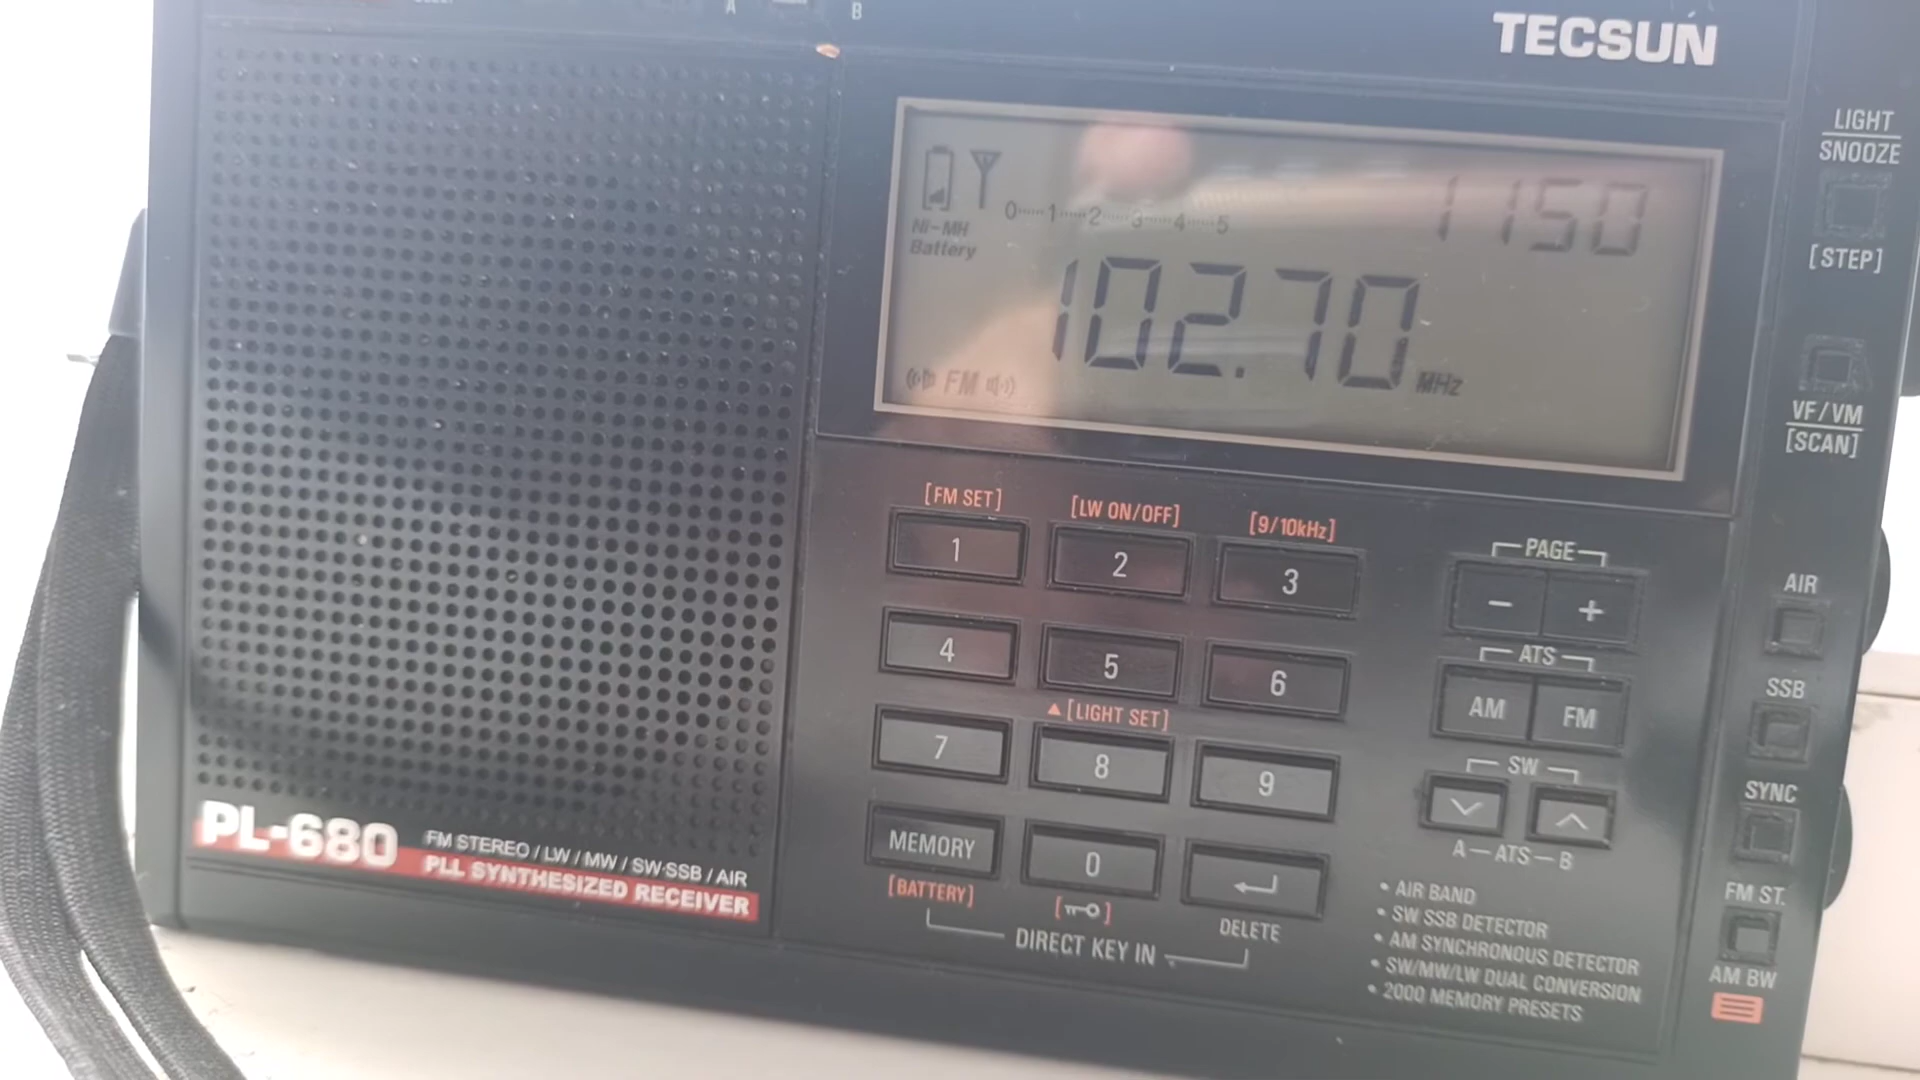 A
B
TECSUN
LIGHT
SNOOZE
[STEP]
Ni-MH
Battery
0 1 2 3 4 5
1150
102.70 MHz
FM
VF/VM
[SCAN]
[FM SET] [LW ON/OFF] [9/10kHz]
1 2 3
PAGE
- +
AIR
4 5 6
ATS
AM FM
SSB
▲[LIGHT SET]
7 8 9
SW
SYNC
A—ATS—B
MEMORY 0
[BATTERY]
DELETE
DIRECT KEY IN
PL-680
FM STEREO / LW / MW / SW-SSB / AIR
PLL SYNTHESIZED RECEIVER
• AIR BAND
• SW SSB DETECTOR
• AM SYNCHRONOUS DETECTOR
• SW/MW/LW DUAL CONVERSION
• 2000 MEMORY PRESETS
FM ST.
AM BW